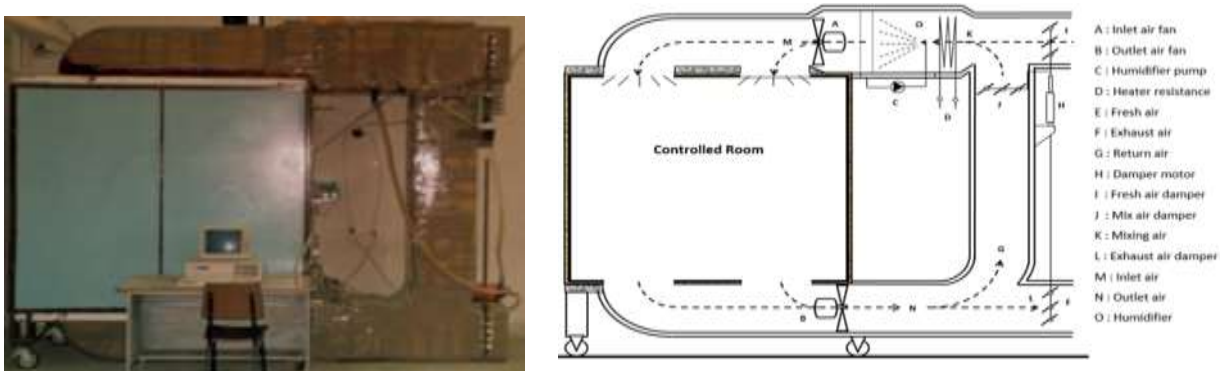 A
O
I
M
K
A : Inlet air fan
B : Outlet air fan
C : Humidifier pump
D : Heater resistance
E : Fresh air
F : Exhaust air
G : Return air
H : Damper motor
I : Fresh air damper
J : Mix air damper
K : Mixing air
L : Exhaust air damper
M : Inlet air
N : Outlet air
O : Humidifier
C
D
J
H
Controlled Room
G
B
N
L